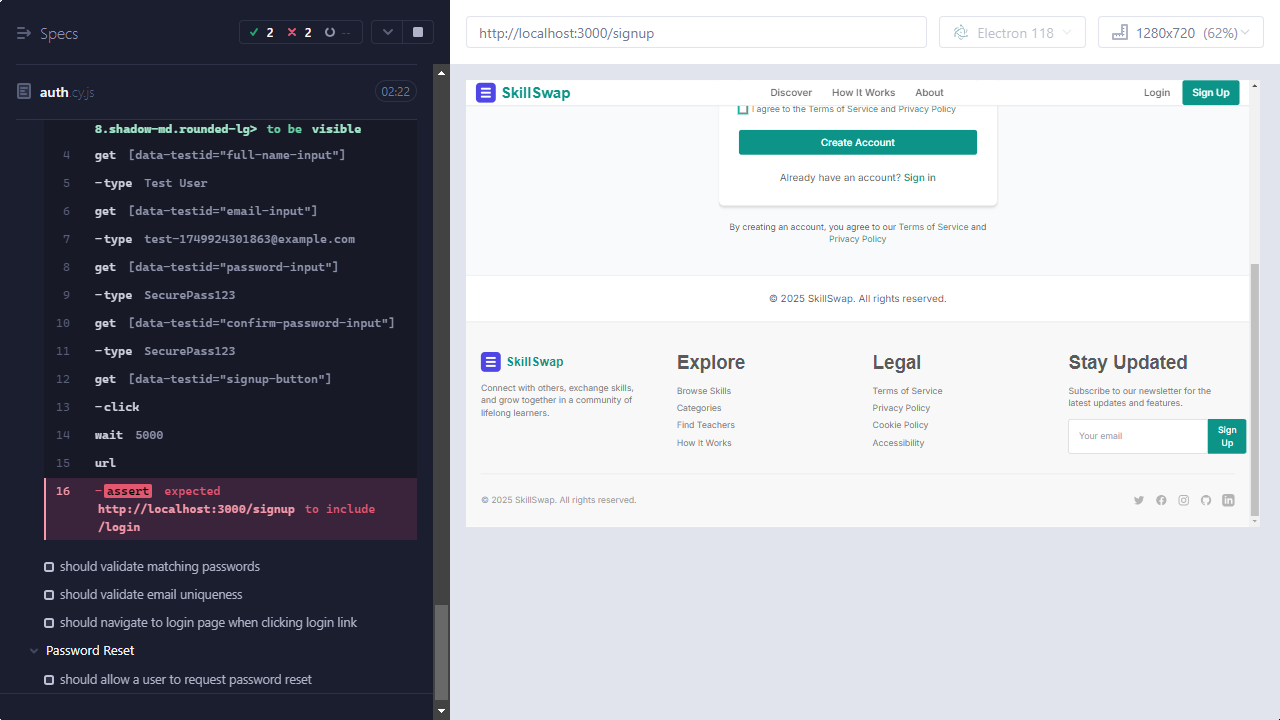 Specs
2
2
--
auth.cy.js
02:22
8.shadow-md.rounded-lg> to be visible
4 get [data-testid="full-name-input"]
5 -type Test User
6 get [data-testid="email-input"]
7 -type test-1749924301863@example.com
8 get [data-testid="password-input"]
9 -type SecurePass123
10 get [data-testid="confirm-password-input"]
11 -type SecurePass123
12 get [data-testid="signup-button"]
13 -click
14 wait 5000
15 url
16 -assert expected
http://localhost:3000/signup to include
/login
should validate matching passwords
should validate email uniqueness
should navigate to login page when clicking login link
Password Reset
should allow a user to request password reset
http://localhost:3000/signup
Electron 118
1280x720 (62%)
SkillSwap
Discover How It Works About
Login Sign Up
I agree to the Terms of Service and Privacy Policy
Create Account
Already have an account? Sign in
By creating an account, you agree to our Terms of Service and
Privacy Policy
© 2025 SkillSwap. All rights reserved.
SkillSwap
Connect with others, exchange skills,
and grow together in a community of
lifelong learners.
Explore
Browse Skills
Categories
Find Teachers
How It Works
Legal
Terms of Service
Privacy Policy
Cookie Policy
Accessibility
Stay Updated
Subscribe to our newsletter for the
latest updates and features.
Your email
Sign
Up
© 2025 SkillSwap. All rights reserved.